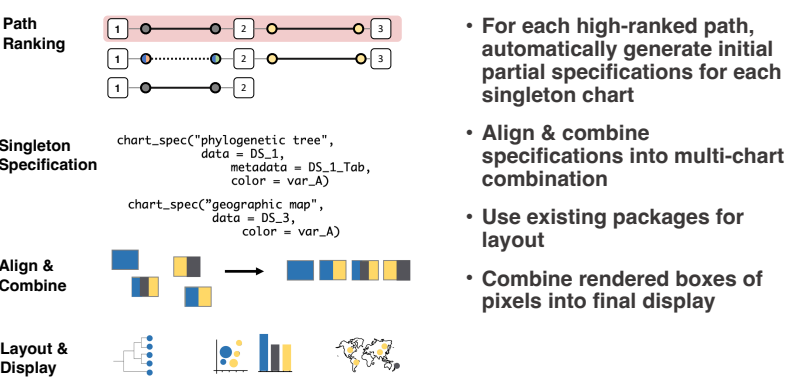 Path
Ranking
1 2 3
1 2 3
1 2
Singleton
Specification
chart_spec("phylogenetic tree",
data = DS_1,
metadata = DS_1_Tab,
color = var_A)
chart_spec(”geographic map",
data = DS_3,
color = var_A)
Align &
Combine
Layout &
Display
• For each high-ranked path,
automatically generate initial
partial specifications for each
singleton chart
• Align & combine
specifications into multi-chart
combination
• Use existing packages for
layout
• Combine rendered boxes of
pixels into final display